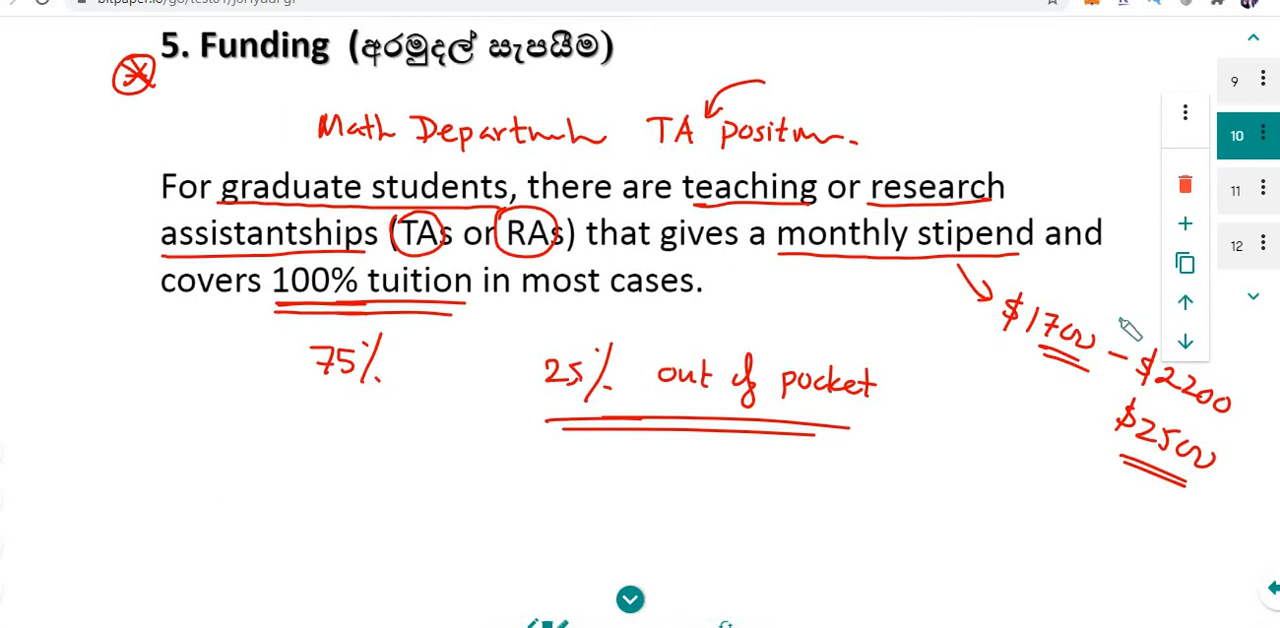 5. Funding (අරමුදල් සැපයීම)
Math Department TA position.
For graduate students, there are teaching or research
assistantships (TAs or RAs) that gives a monthly stipend and
covers 100% tuition in most cases.
$1700 - $2200
$2500
75%
25% out of pocket
9
10
11
12